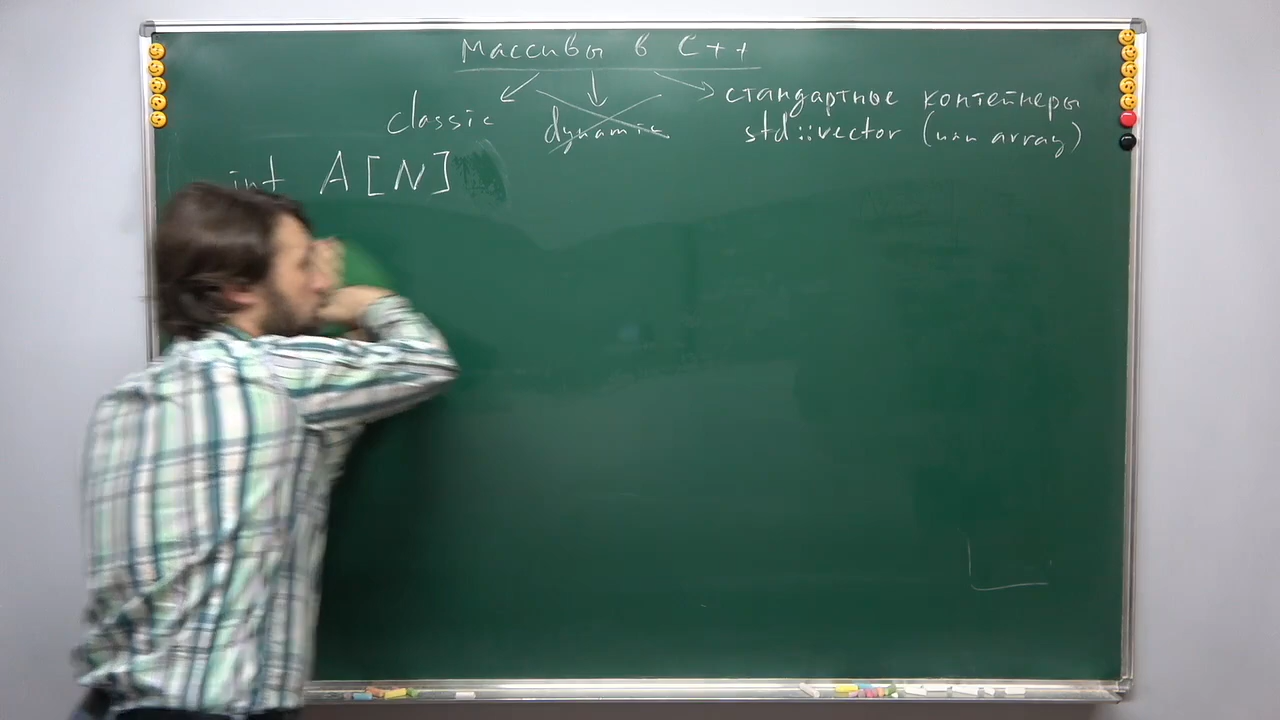 Массивы в C++
classic
dynamic
стандартные контейнеры
std::vector (или array)
int A[N]